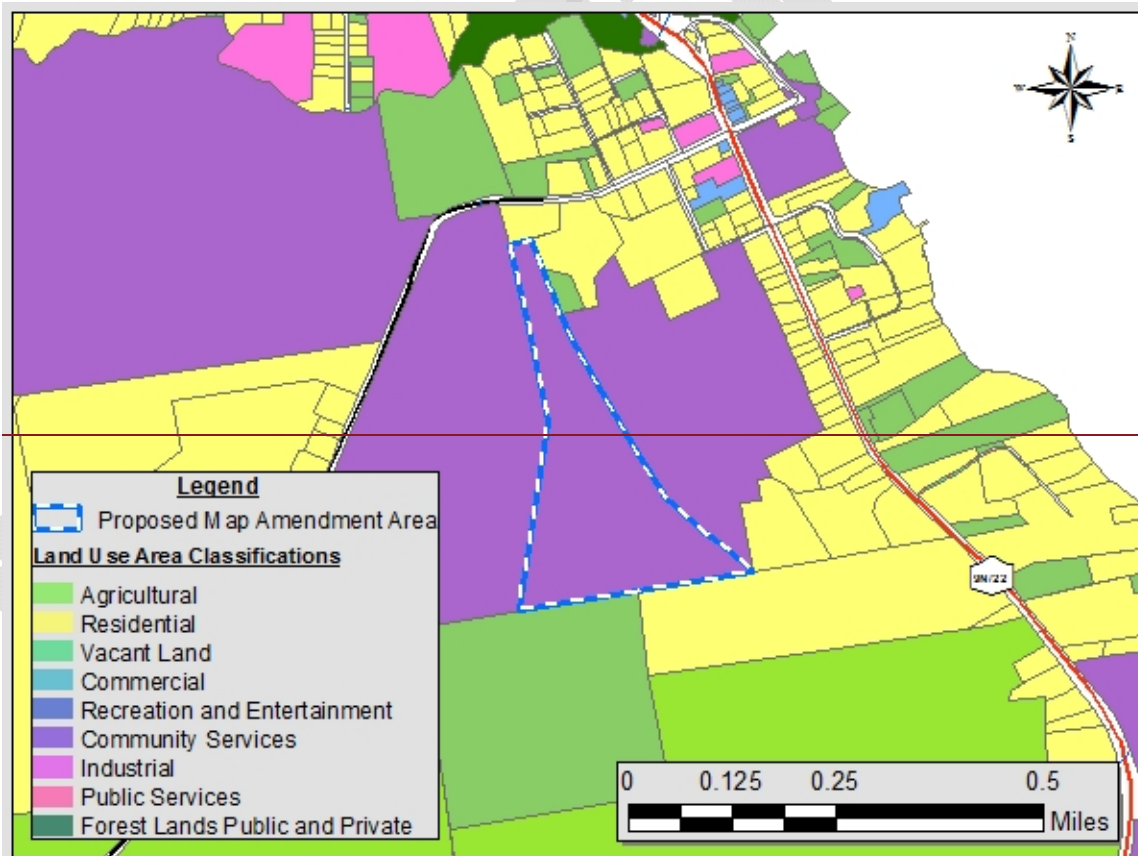 N
W
E
S
Legend
Proposed Map Amendment Area
Land Use Area Classifications
Agricultural
Residential
Vacant Land
Commercial
Recreation and Entertainment
Community Services
Industrial
Public Services
Forest Lands Public and Private
9N/22
0 0.125 0.25 0.5
Miles